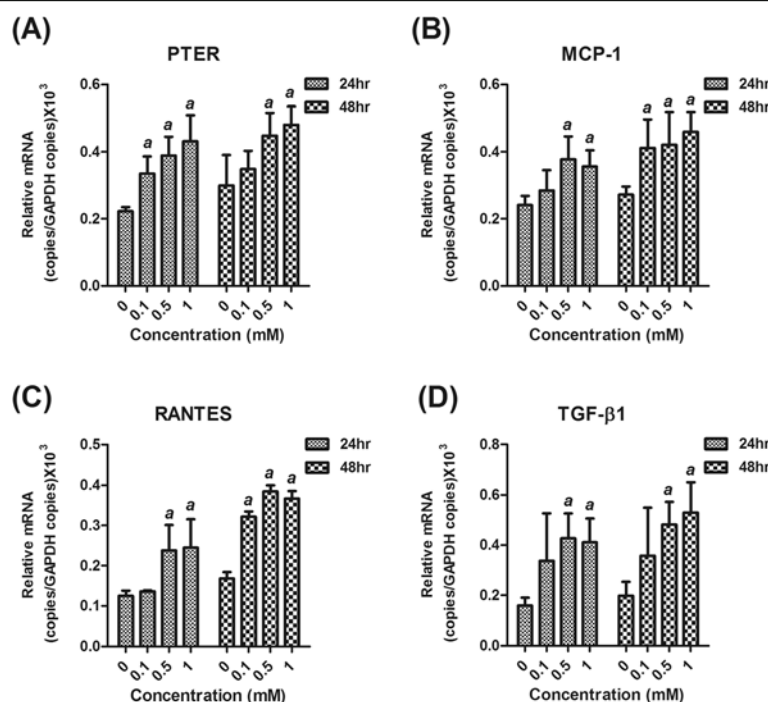 (A)
PTER
24hr
48hr
Relative mRNA
(copies/GAPDH copies)X10³
0.6
0.4
0.2
0.0
a a a a a
0 0.1 0.5 1 0 0.1 0.5 1
Concentration (mM)
(B)
MCP-1
24hr
48hr
Relative mRNA
(copies/GAPDH copies)X10³
0.6
0.4
0.2
0.0
a a a a a
0 0.1 0.5 1 0 0.1 0.5 1
Concentration (mM)
(C)
RANTES
24hr
48hr
Relative mRNA
(copies/GAPDH copies)X10³
0.5
0.4
0.3
0.2
0.1
0.0
a a a a a
0 0.1 0.5 1 0 0.1 0.5 1
Concentration (mM)
(D)
TGF-β1
24hr
48hr
Relative mRNA
(copies/GAPDH copies)X10³
0.8
0.6
0.4
0.2
0.0
a a a a
0 0.1 0.5 1 0 0.1 0.5 1
Concentration (mM)